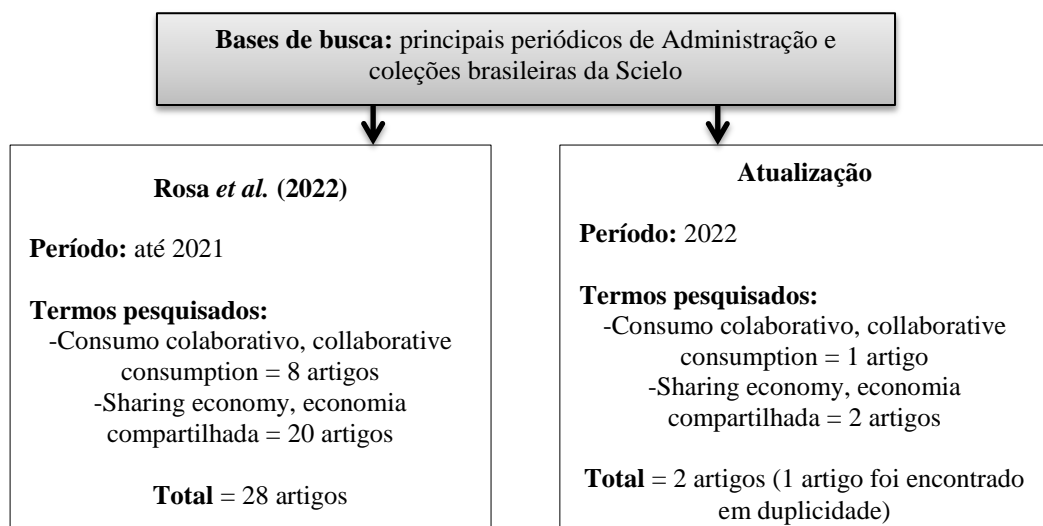 Bases de busca: principais periódicos de Administração e
coleções brasileiras da Scielo
Rosa et al. (2022)
Período: até 2021
Termos pesquisados:
-Consumo colaborativo, collaborative
consumption = 8 artigos
-Sharing economy, economia
compartilhada = 20 artigos
Total = 28 artigos
Atualização
Período: 2022
Termos pesquisados:
-Consumo colaborativo, collaborative
consumption = 1 artigo
-Sharing economy, economia
compartilhada = 2 artigos
Total = 2 artigos (1 artigo foi encontrado
em duplicidade)